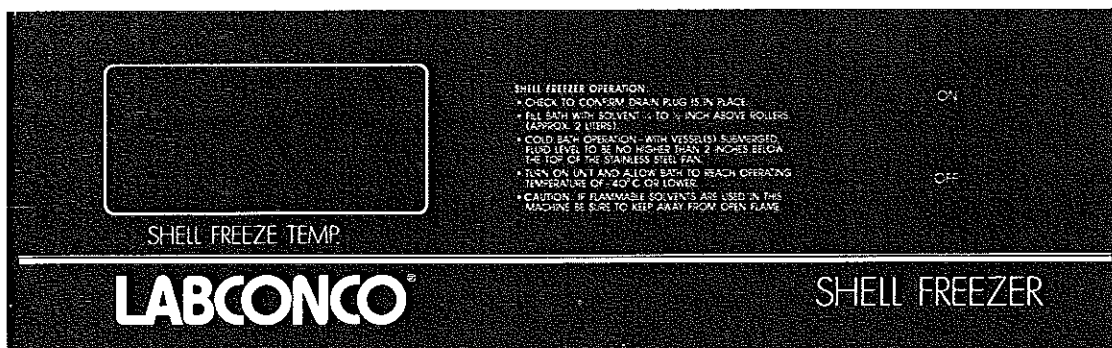 SHELL FREEZER OPERATION:
• CHECK TO CONFIRM DRAIN PLUG IS IN PLACE.
• FILL BATH WITH SOLVENT ¼ TO ½ INCH ABOVE ROLLERS
(APPROX. 2 LITERS).
• COLD BATH OPERATION - WITH VESSEL(S) SUBMERGED,
FLUID LEVEL TO BE NO HIGHER THAN 2 INCHES BELOW
THE TOP OF THE STAINLESS STEEL PAN.
• TURN ON UNIT AND ALLOW BATH TO REACH OPERATING
TEMPERATURE OF -40°C OR LOWER.
• CAUTION: IF FLAMMABLE SOLVENTS ARE USED IN THIS
MACHINE BE SURE TO KEEP AWAY FROM OPEN FLAME.
ON
OFF
SHELL FREEZE TEMP.
LABCONCO®
SHELL FREEZER